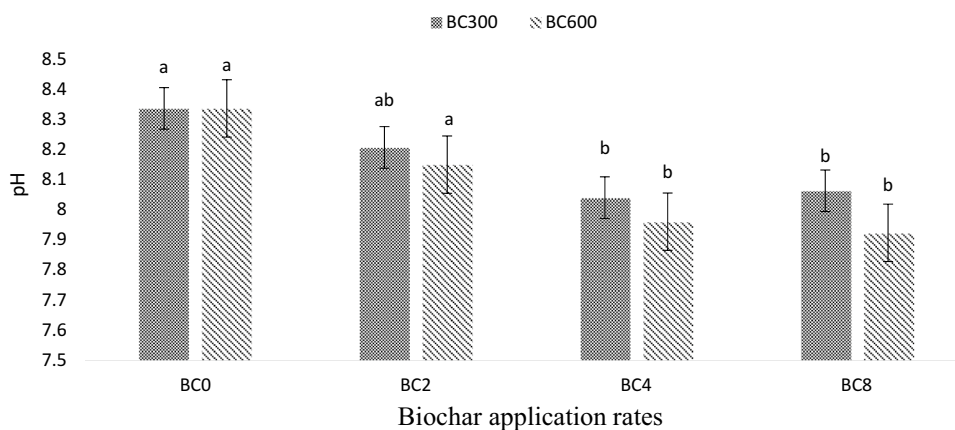 BC300 BC600
8.5
8.4
8.3
8.2
8.1
8
7.9
7.8
7.7
7.6
7.5
pH
a a ab a b b b b
BC0 BC2 BC4 BC8
Biochar application rates